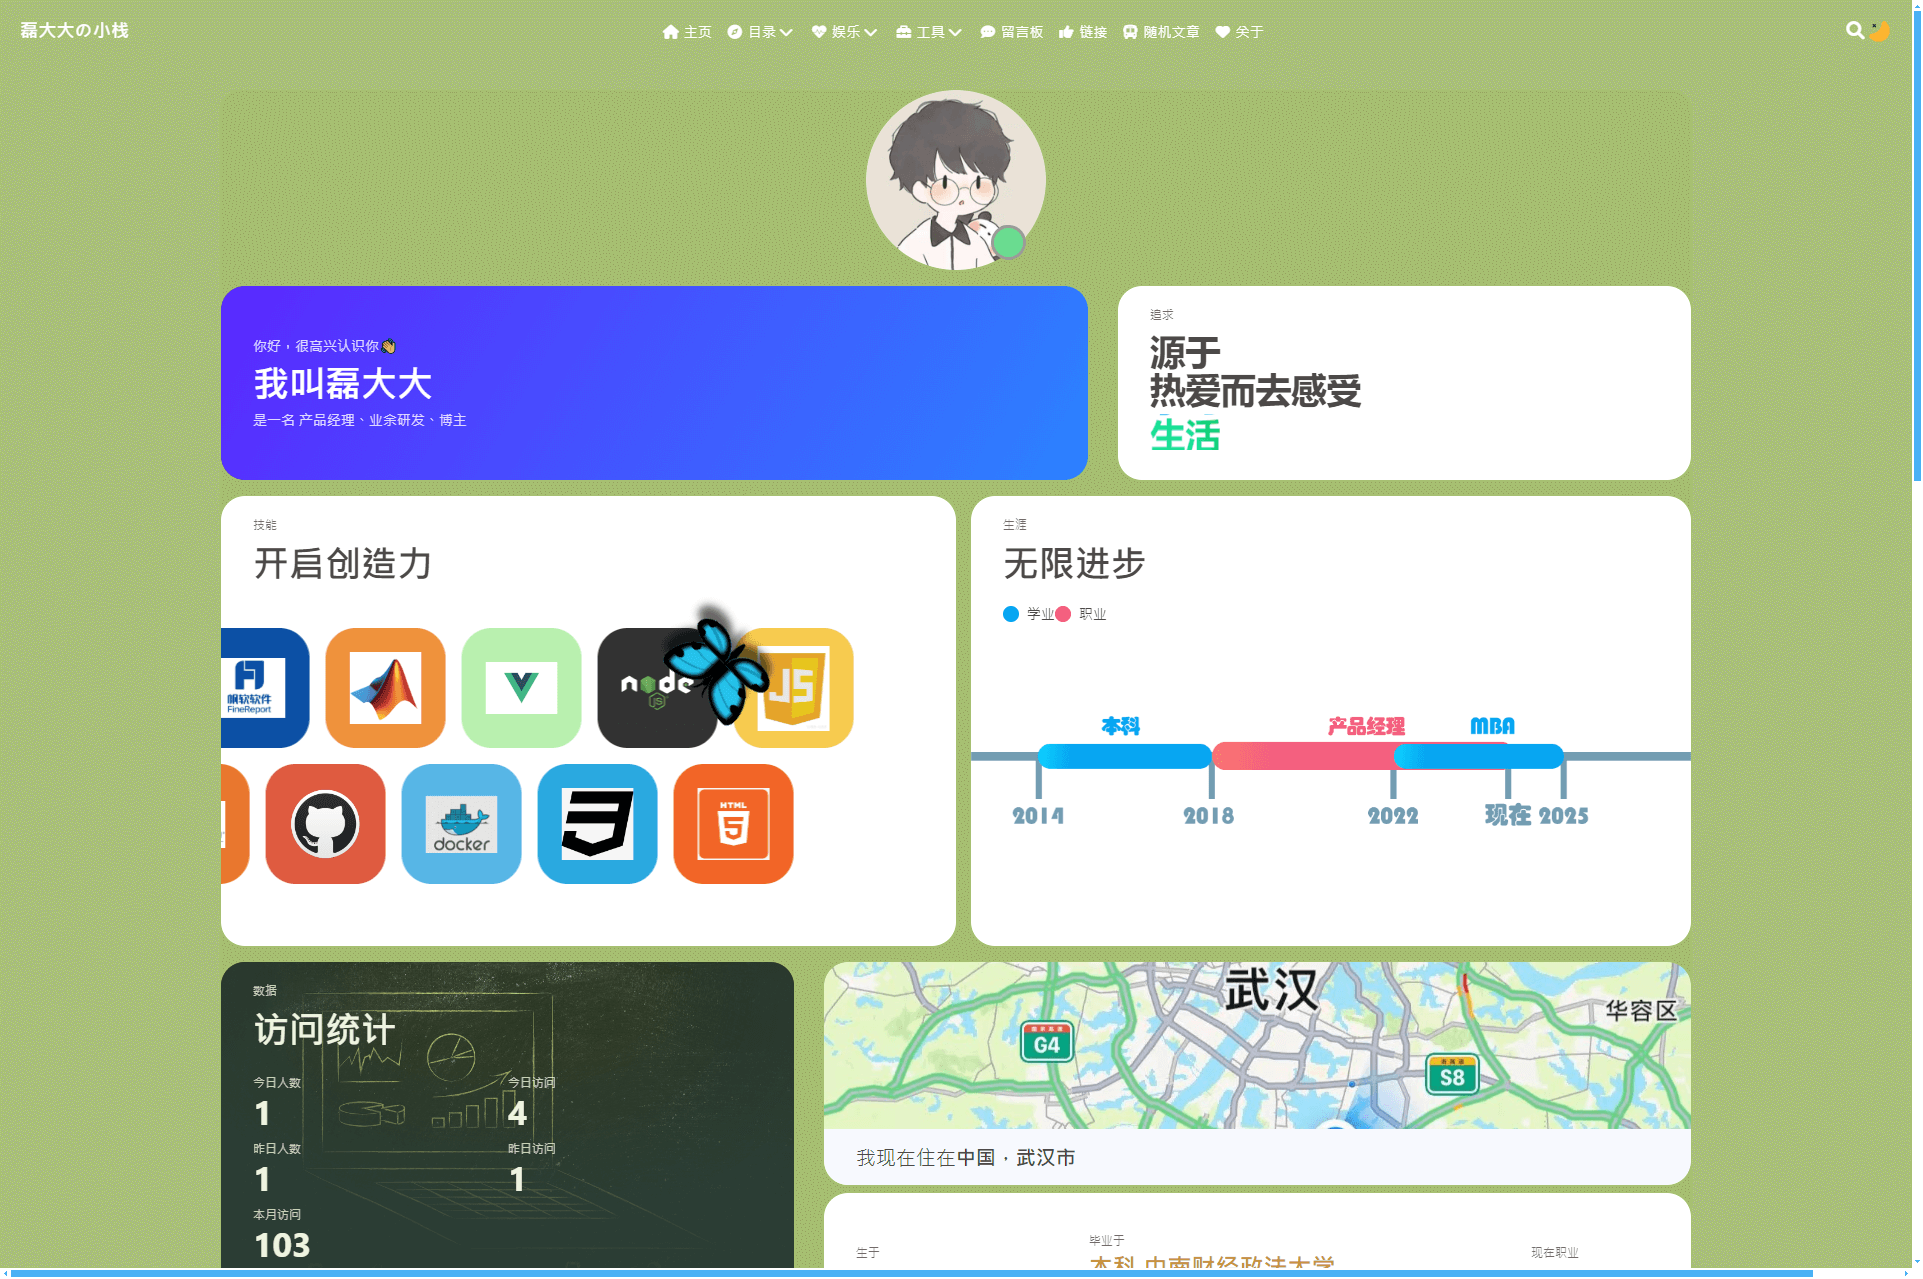 磊大大の小栈
主页 目录 娱乐 工具 留言板 链接 随机文章 关于
你好，很高兴认识你👋
我叫磊大大
是一名 产品经理、业余研发、博主
追求
源于
热爱而去感受
生活
技能
开启创造力
帆软软件
FineReport
node
JS
JS
docker
HTML
5
生涯
无限进步
学业 职业
本科 产品经理 MBA
2014 2018 2022 现在 2025
数据
访问统计
今日人数 今日访问
1 4
昨日人数 昨日访问
1 1
本月访问
103
武汉
华容区
G4
S8
我现在住在中国，武汉市
生于
毕业于
本科 中南财经政法大学
现在职业